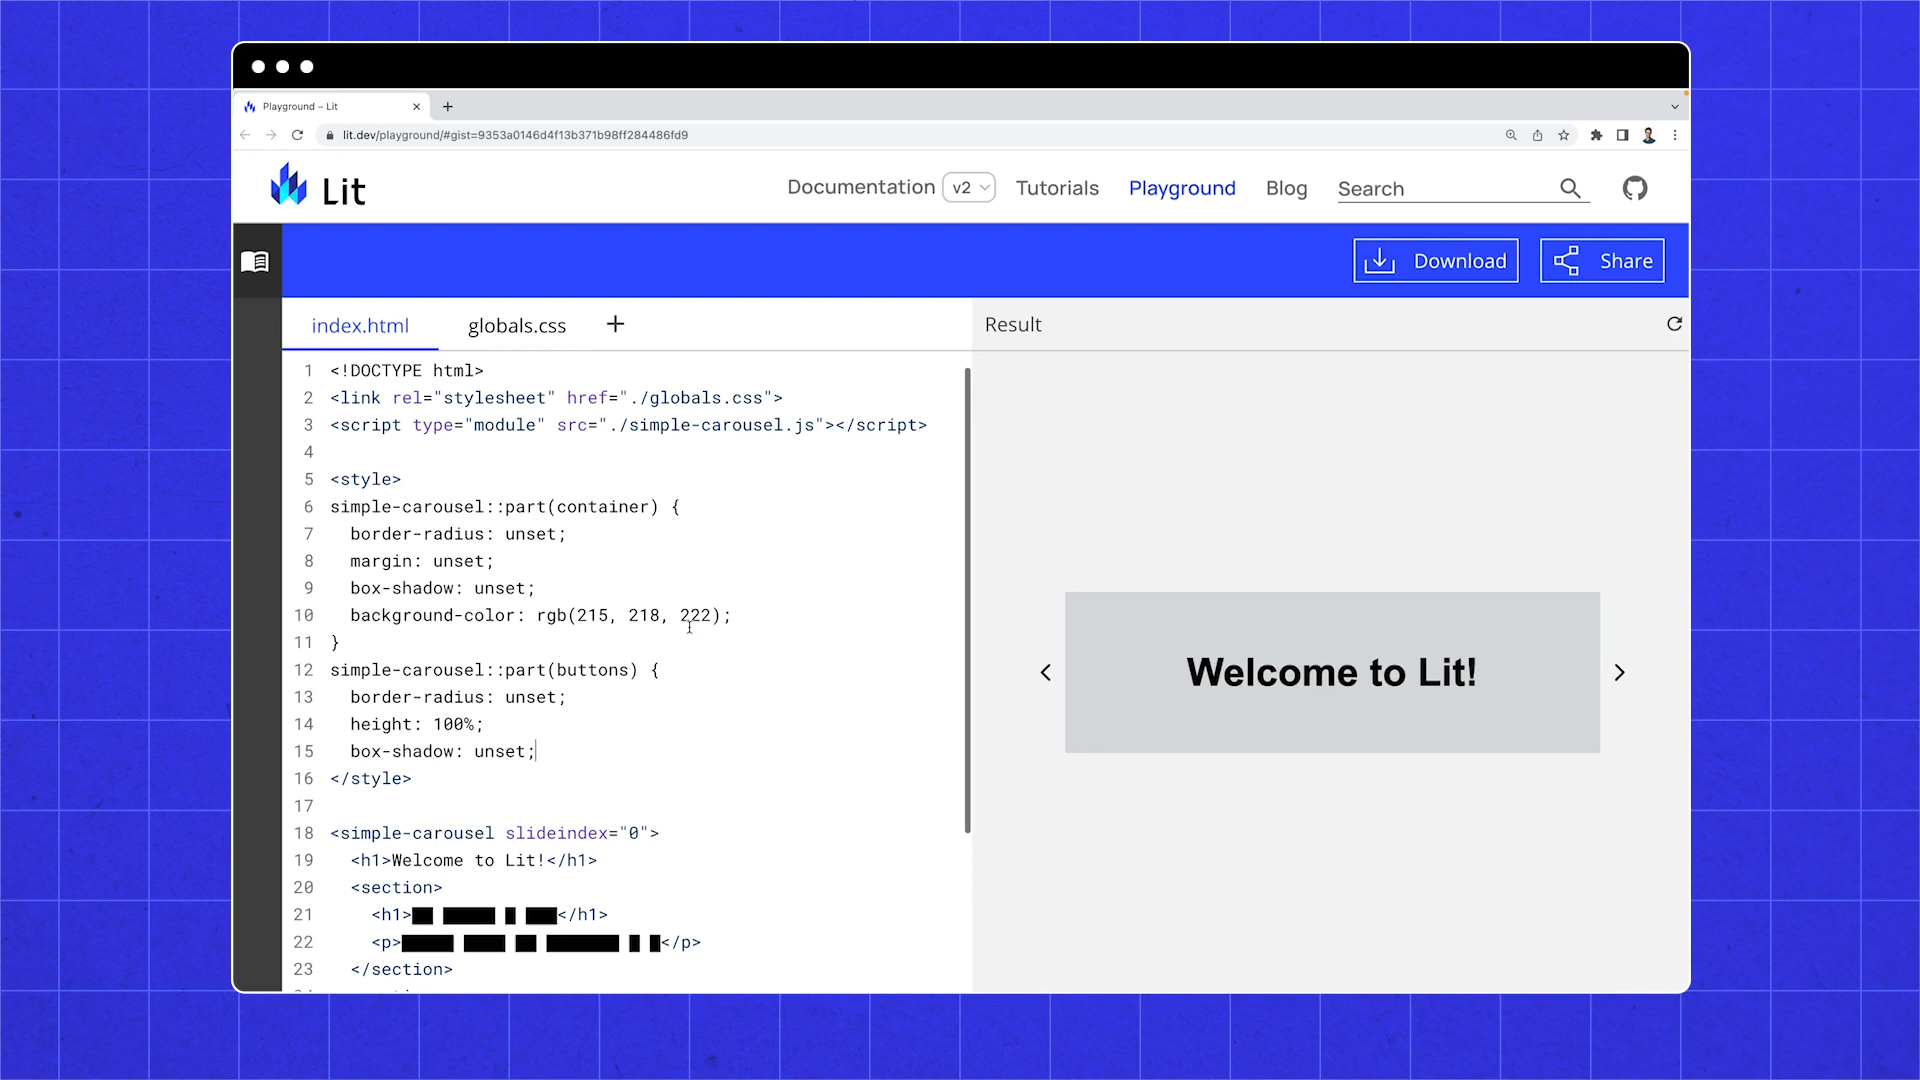 Playground – Lit
lit.dev/playground/#gist=9353a0146d4f13b371b98ff284486fd9
Lit
Documentation v2 Tutorials Playground Blog Search
Download Share
index.html globals.css +
Result
1 <!DOCTYPE html>
2 <link rel="stylesheet" href="./globals.css">
3 <script type="module" src="./simple-carousel.js"></script>
4
5 <style>
6 simple-carousel::part(container) {
7 border-radius: unset;
8 margin: unset;
9 box-shadow: unset;
10 background-color: rgb(215, 218, 222);
11 }
12 simple-carousel::part(buttons) {
13 border-radius: unset;
14 height: 100%;
15 box-shadow: unset;
16 </style>
17
18 <simple-carousel slideindex="0">
19 <h1>Welcome to Lit!</h1>
20 <section>
21 <h1></h1>
22 <p></p>
23 </section>
Welcome to Lit!